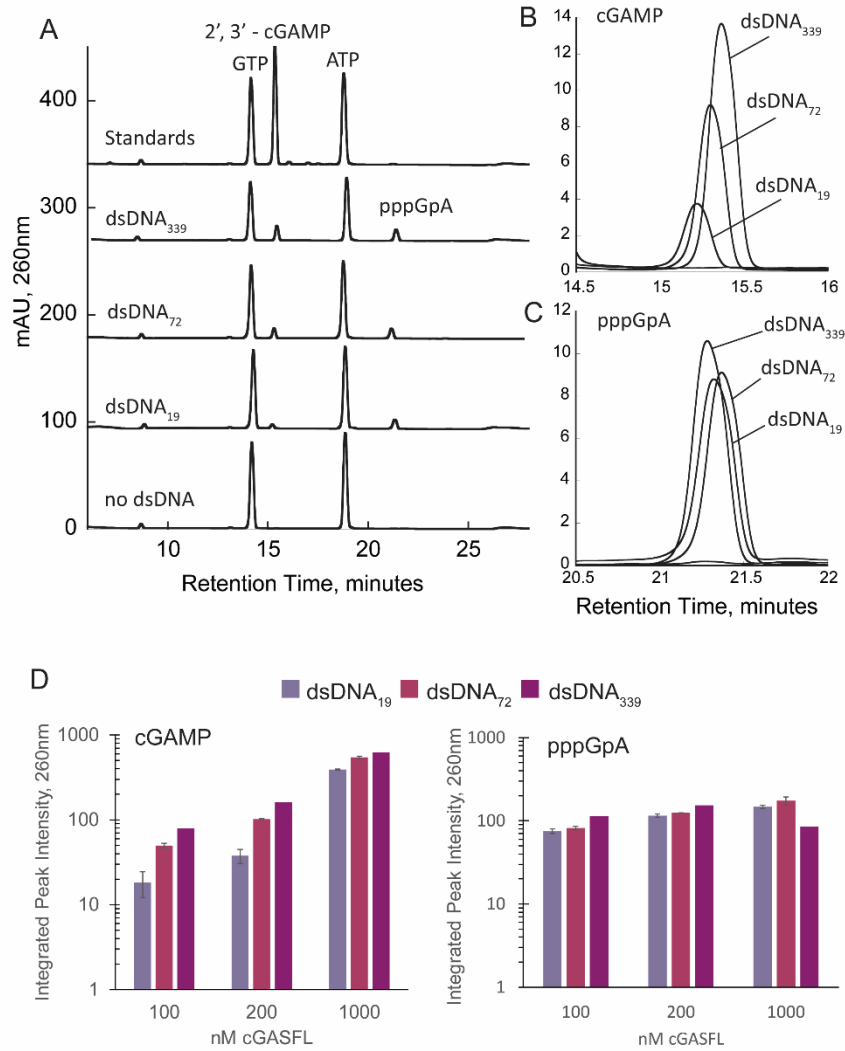 A
2’, 3’ - cGAMP
GTP
ATP
400
Standards
300
dsDNA339
pppGpA
mAU, 260nm
200
dsDNA72
100
dsDNA19
no dsDNA
0
10 15 20 25
Retention Time, minutes
B
cGAMP
14
12
10
8
6
4
2
0
dsDNA339
dsDNA72
dsDNA19
14.5 15 15.5 16
C
pppGpA
12
10
8
6
4
2
0
dsDNA339
dsDNA72
dsDNA19
20.5 21 21.5 22
Retention Time, minutes
D
dsDNA19 dsDNA72 dsDNA339
cGAMP
Integrated Peak Intensity, 260nm
1000
100
10
1
100 200 1000
nM cGASFL
pppGpA
Integrated Peak Intensity, 260nm
1000
100
10
1
100 200 1000
nM cGASFL